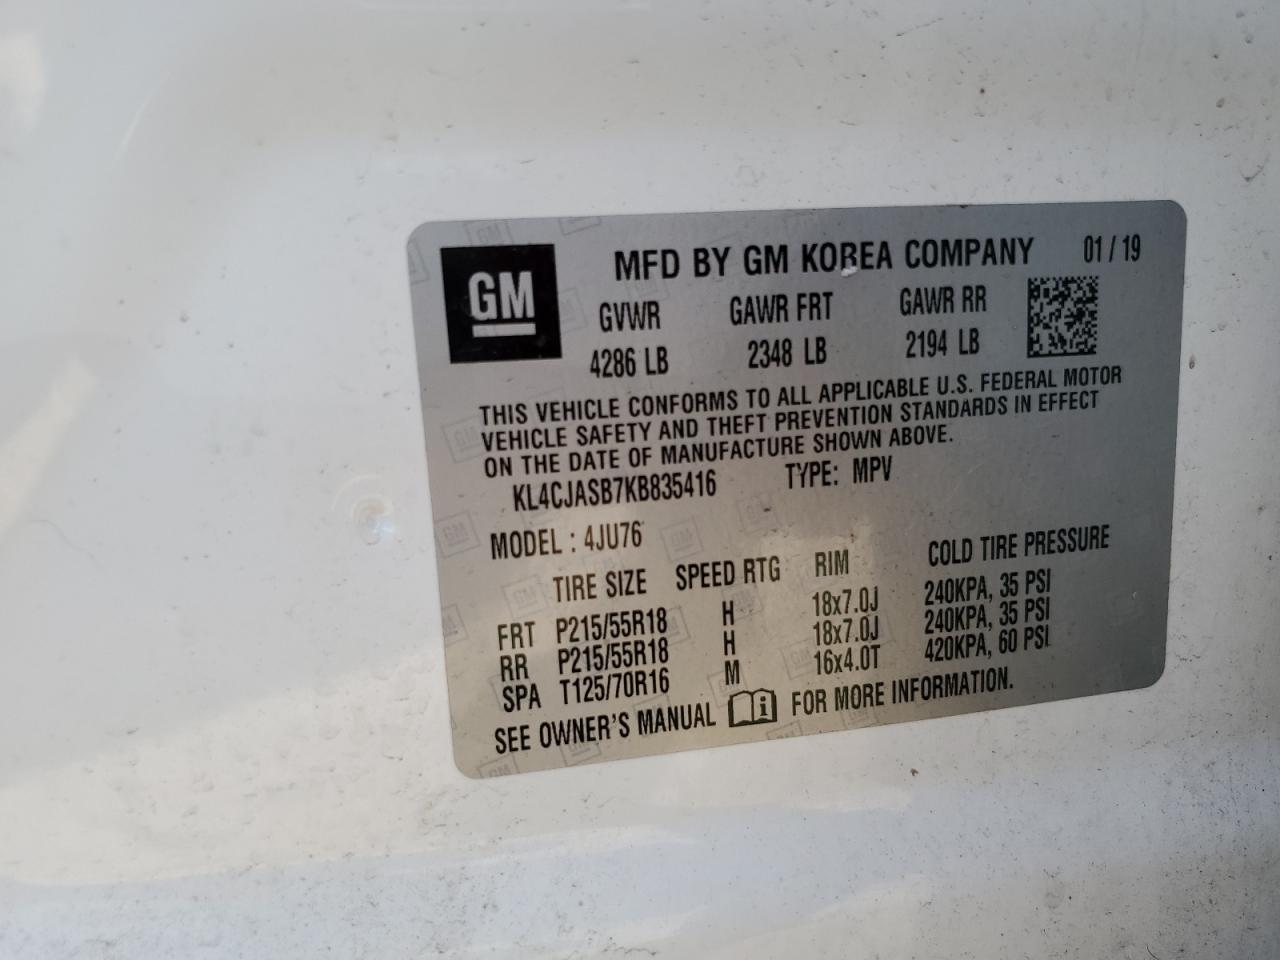 GM
MFD BY GM KOREA COMPANY 01 / 19
GVWR GAWR FRT GAWR RR
4286 LB 2348 LB 2194 LB
THIS VEHICLE CONFORMS TO ALL APPLICABLE U.S. FEDERAL MOTOR
VEHICLE SAFETY AND THEFT PREVENTION STANDARDS IN EFFECT
ON THE DATE OF MANUFACTURE SHOWN ABOVE.
KL4CJASB7KB835416 TYPE: MPV
MODEL : 4JU76
TIRE SIZE SPEED RTG RIM COLD TIRE PRESSURE
FRT P215/55R18 H 18x7.0J 240KPA, 35 PSI
RR P215/55R18 H 18x7.0J 240KPA, 35 PSI
SPA T125/70R16 M 16x4.0T 420KPA, 60 PSI
SEE OWNER'S MANUAL i FOR MORE INFORMATION.